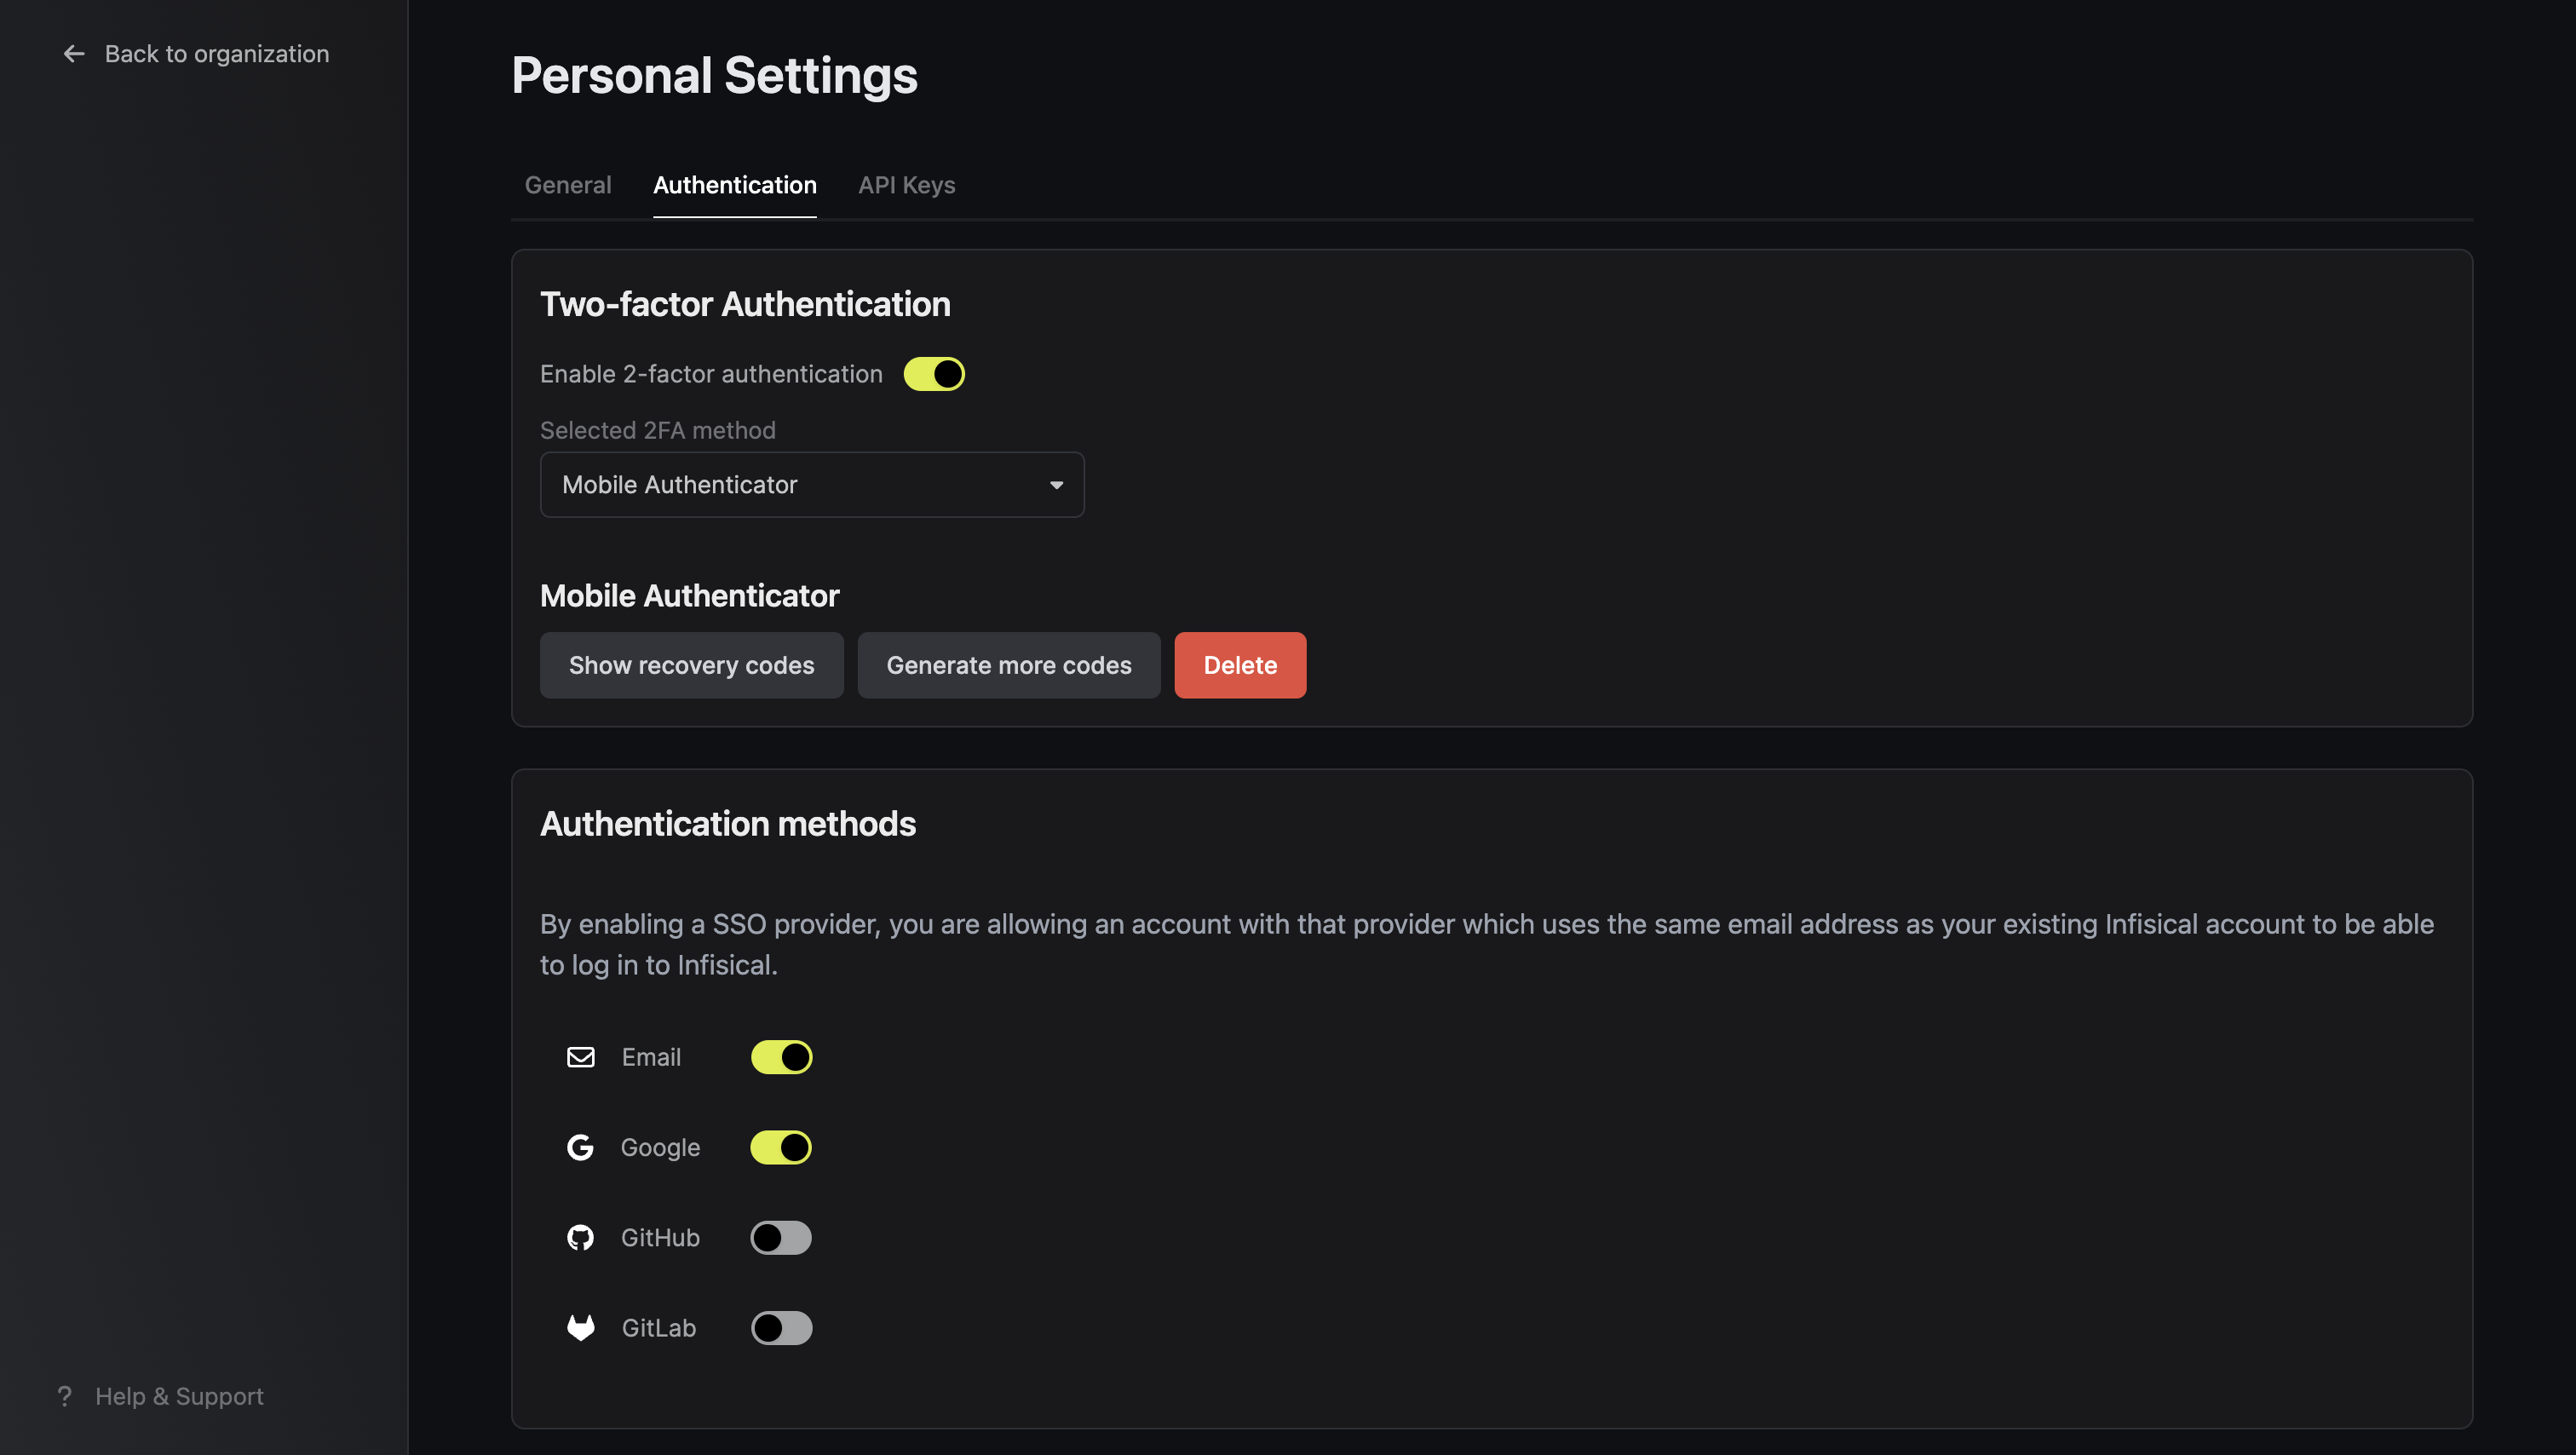 Back to organization
Personal Settings
General
Authentication
API Keys
Two-factor Authentication
Enable 2-factor authentication
Selected 2FA method
Mobile Authenticator
Mobile Authenticator
Show recovery codes
Generate more codes
Delete
Authentication methods
By enabling a SSO provider, you are allowing an account with that provider which uses the same email address as your existing Infisical account to be able
to log in to Infisical.
Email
Google
GitHub
GitLab
? Help & Support